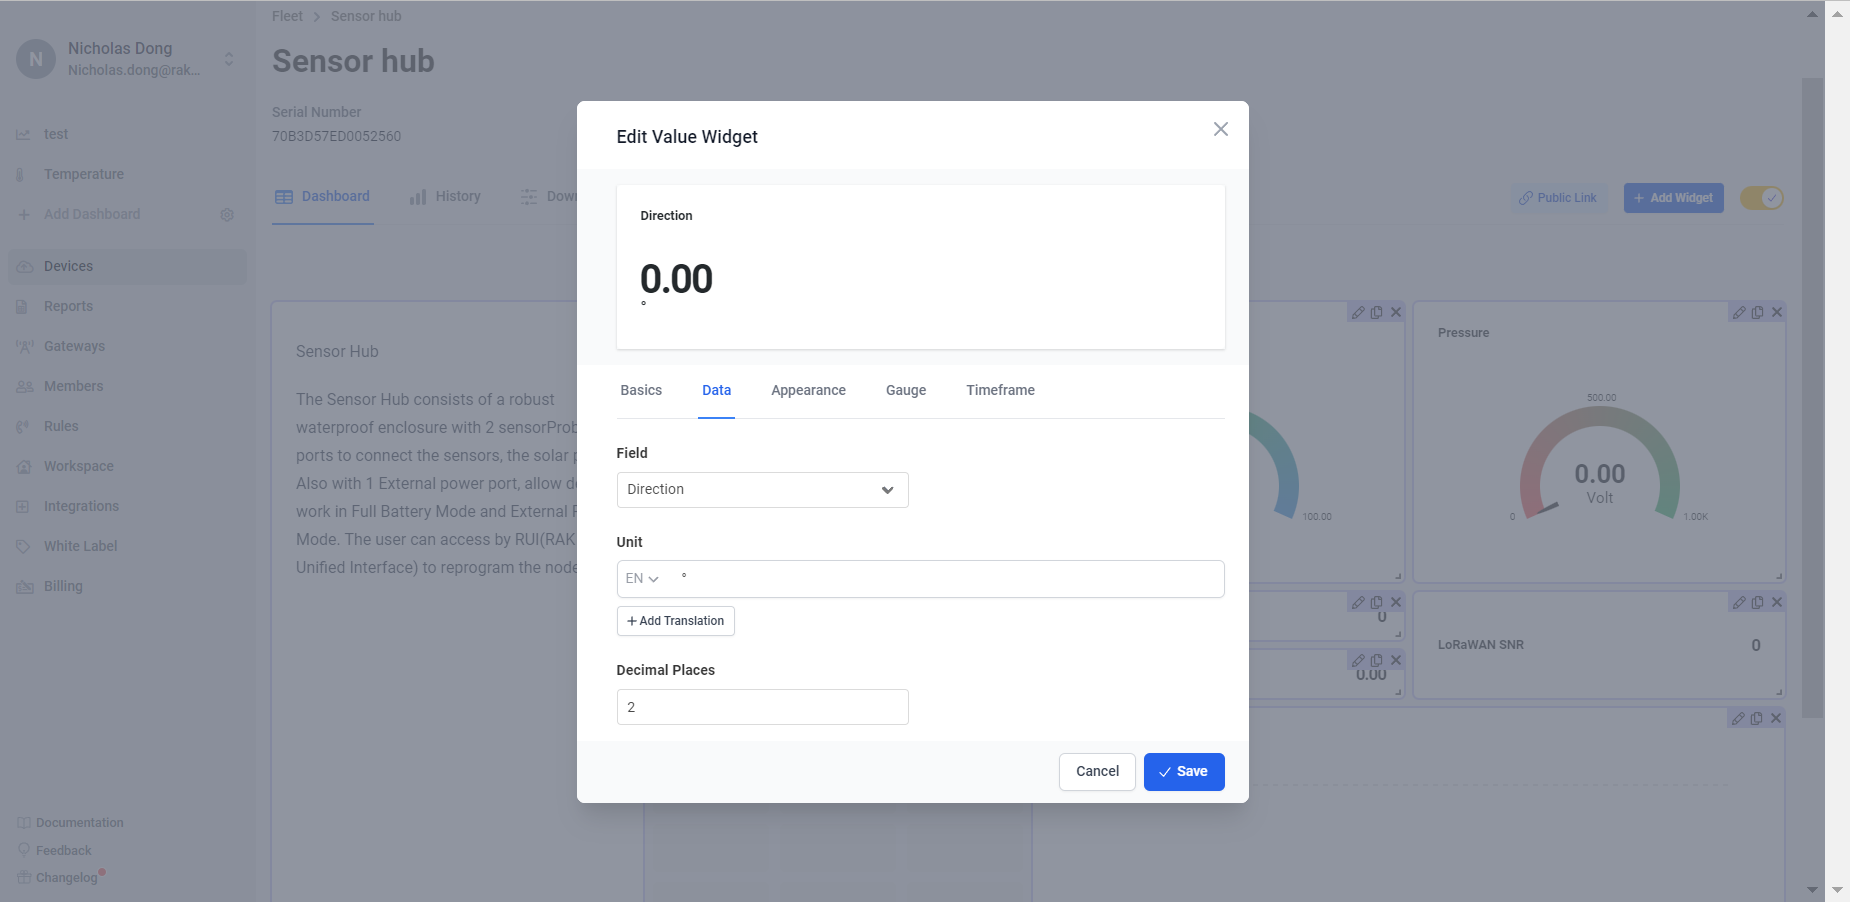 Fleet > Sensor hub
N
Nicholas Dong
Nicholas.dong@rak...
Sensor hub
Serial Number
70B3D57ED0052560
test
Temperature
Add Dashboard
Devices
Reports
Gateways
Members
Rules
Workspace
Integrations
White Label
Billing
Documentation
Feedback
Changelog
Dashboard
History
Down
Public Link
+ Add Widget
Sensor Hub
The Sensor Hub consists of a robust
waterproof enclosure with 2 sensorProb
ports to connect the sensors, the solar p
Also with 1 External power port, allow de
work in Full Battery Mode and External P
Mode. The user can access by RUI(RAK
Unified Interface) to reprogram the node
Edit Value Widget
Direction
0.00
°
Basics
Data
Appearance
Gauge
Timeframe
Field
Direction
Unit
EN
°
+ Add Translation
Decimal Places
2
Cancel
Save
100.00
Pressure
500.00
0.00
Volt
0
1.00K
0
0.00
LoRaWAN SNR
0